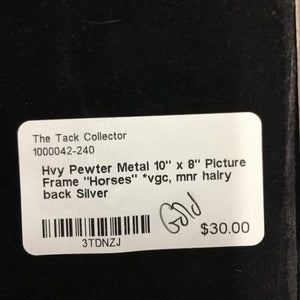 The Tack Collector
1000042-240
Hvy Pewter Metal 10" x 8" Picture
Frame "Horses" *vgc, mnr hairy
back Silver
Gold
$30.00
3TDNZJ